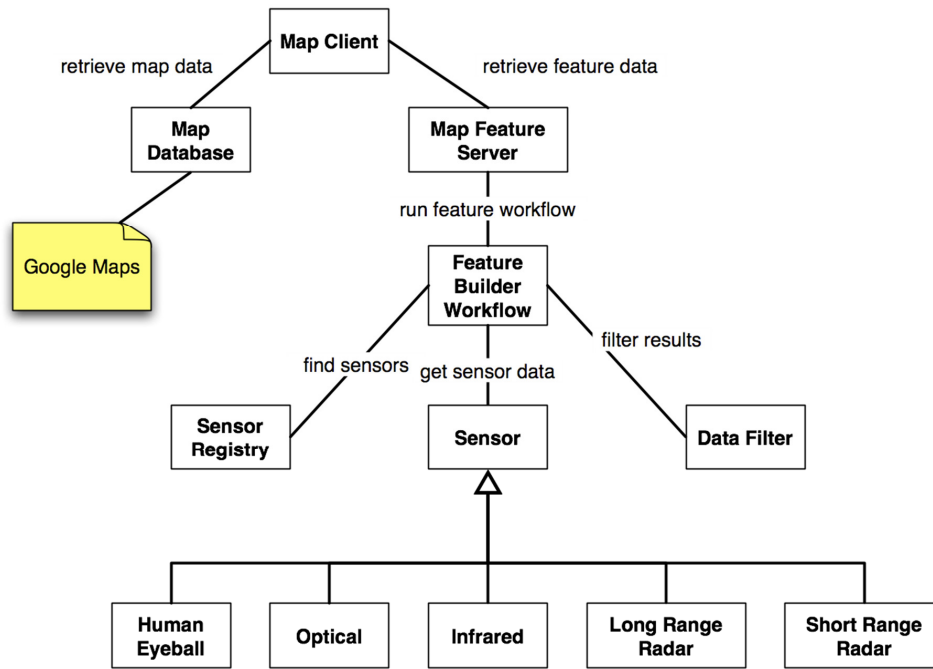 Map Client
retrieve map data
retrieve feature data
Map
Database
Map Feature
Server
run feature workflow
Google Maps
Feature
Builder
Workflow
find sensors
get sensor data
filter results
Sensor
Registry
Sensor
Data Filter
Human
Eyeball
Optical
Infrared
Long Range
Radar
Short Range
Radar